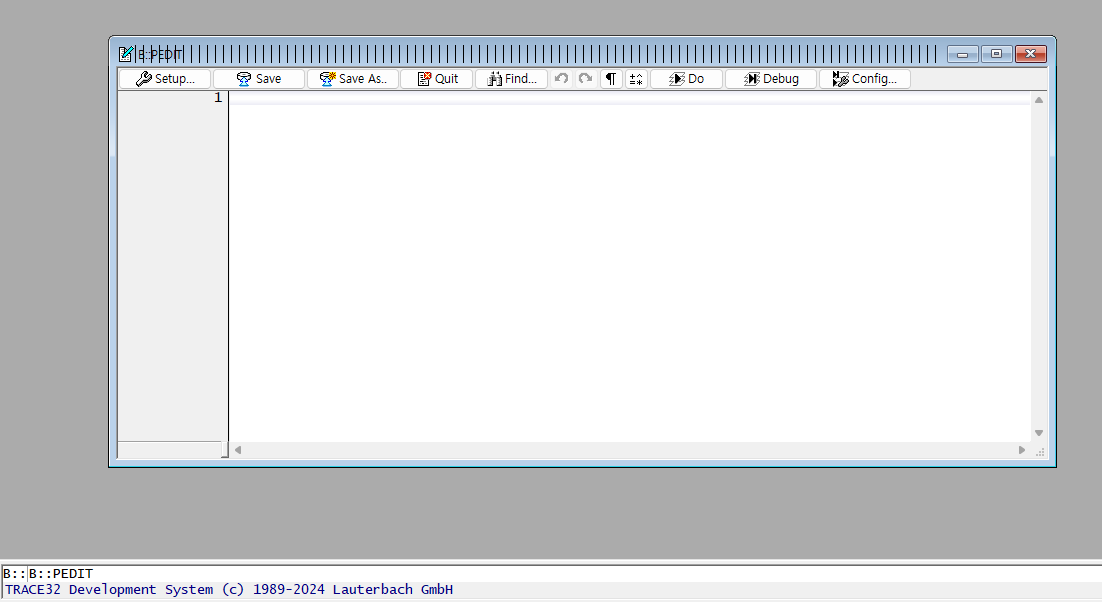 B::PEDIT
Setup... Save Save As.. Quit Find... ¶ Do Debug Config...
1
B::B::PEDIT
TRACE32 Development System (c) 1989-2024 Lauterbach GmbH